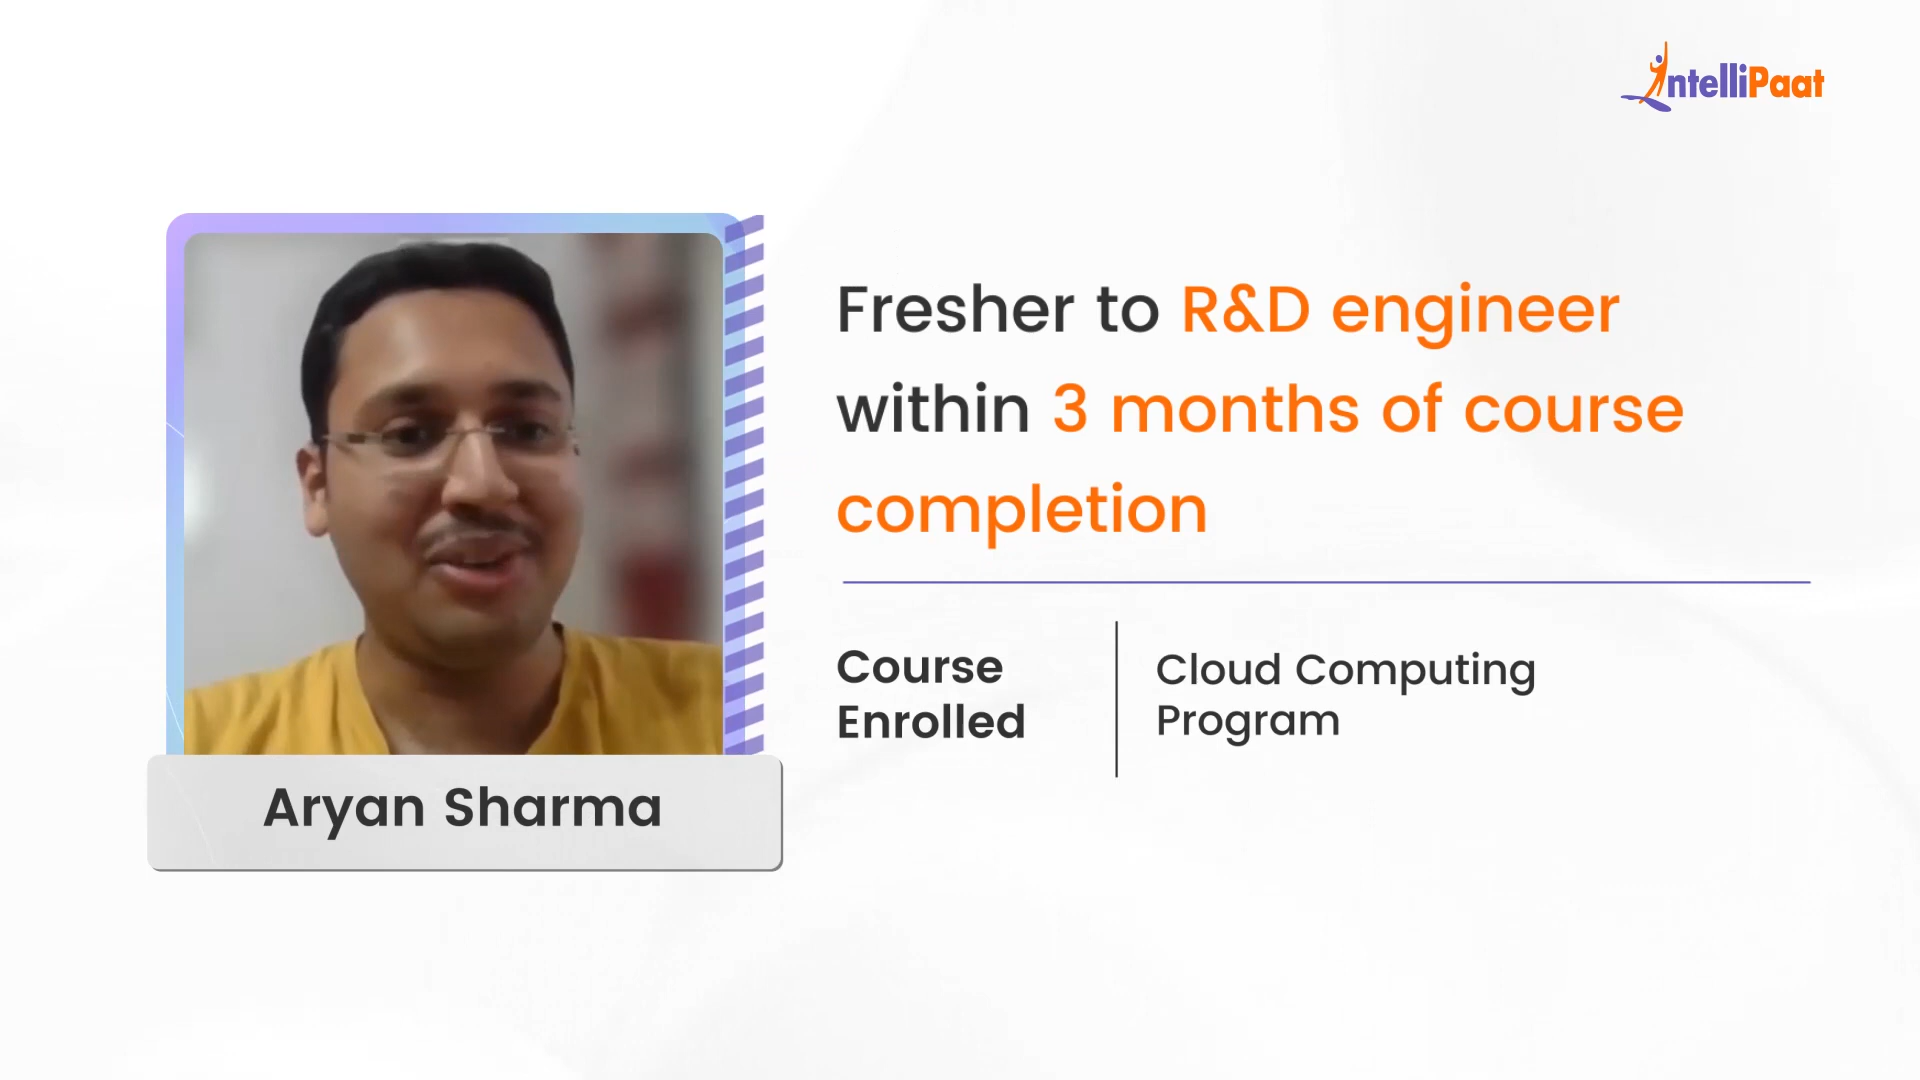 IntelliPaat
Fresher to R&D engineer
within 3 months of course
completion
Course
Enrolled
Cloud Computing
Program
Aryan Sharma